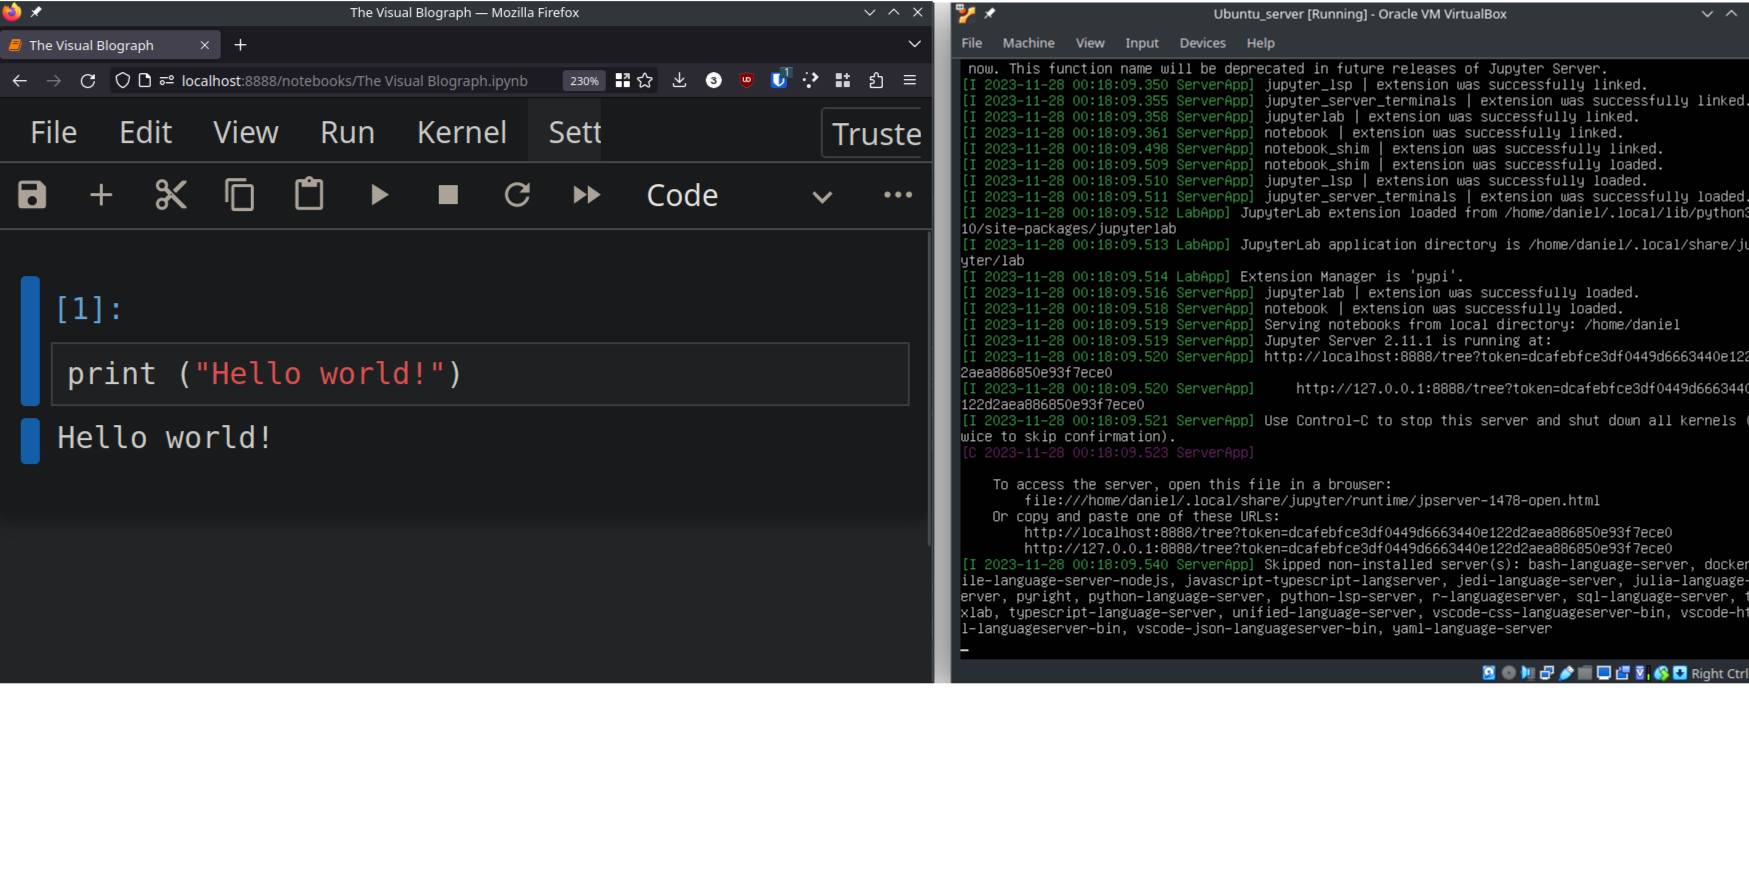 The Visual Blograph — Mozilla Firefox
The Visual Blograph
localhost:8888/notebooks/The Visual Blograph.ipynb
230%
3
1
File Edit View Run Kernel Sett
Truste
Code
[1]:
print ("Hello world!")
Hello world!
Ubuntu_server [Running] - Oracle VM VirtualBox
File Machine View Input Devices Help
now. This function name will be deprecated in future releases of Jupyter Server.
[I 2023-11-28 00:18:09.350 ServerApp] jupyter_lsp | extension was successfully linked.
[I 2023-11-28 00:18:09.355 ServerApp] jupyter_server_terminals | extension was successfully linked.
[I 2023-11-28 00:18:09.358 ServerApp] jupyterlab | extension was successfully linked.
[I 2023-11-28 00:18:09.361 ServerApp] notebook | extension was successfully linked.
[I 2023-11-28 00:18:09.498 ServerApp] notebook_shim | extension was successfully linked.
[I 2023-11-28 00:18:09.509 ServerApp] notebook_shim | extension was successfully loaded.
[I 2023-11-28 00:18:09.510 ServerApp] jupyter_lsp | extension was successfully loaded.
[I 2023-11-28 00:18:09.511 ServerApp] jupyter_server_terminals | extension was successfully loaded.
[I 2023-11-28 00:18:09.512 LabApp] JupyterLab extension loaded from /home/daniel/.local/lib/python3
10/site-packages/jupyterlab
[I 2023-11-28 00:18:09.513 LabApp] JupyterLab application directory is /home/daniel/.local/share/ju
yter/lab
[I 2023-11-28 00:18:09.514 LabApp] Extension Manager is 'pypi'.
[I 2023-11-28 00:18:09.516 ServerApp] jupyterlab | extension was successfully loaded.
[I 2023-11-28 00:18:09.518 ServerApp] notebook | extension was successfully loaded.
[I 2023-11-28 00:18:09.519 ServerApp] Serving notebooks from local directory: /home/daniel
[I 2023-11-28 00:18:09.519 ServerApp] Jupyter Server 2.11.1 is running at:
[I 2023-11-28 00:18:09.520 ServerApp] http://localhost:8888/tree?token=dcafebfce3df0449d6663440e122
2aea886850e93f7ece0
[I 2023-11-28 00:18:09.520 ServerApp]     http://127.0.0.1:8888/tree?token=dcafebfce3df0449d6663440
122d2aea886850e93f7ece0
[I 2023-11-28 00:18:09.521 ServerApp] Use Control-C to stop this server and shut down all kernels (
wice to skip confirmation).
[C 2023-11-28 00:18:09.523 ServerApp]
To access the server, open this file in a browser:
file:///home/daniel/.local/share/jupyter/runtime/jpserver-1478-open.html
Or copy and paste one of these URLs:
http://localhost:8888/tree?token=dcafebfce3df0449d6663440e122d2aea886850e93f7ece0
http://127.0.0.1:8888/tree?token=dcafebfce3df0449d6663440e122d2aea886850e93f7ece0
[I 2023-11-28 00:18:09.540 ServerApp] Skipped non-installed server(s): bash-language-server, docker
ile-language-server-nodejs, javascript-typescript-langserver, jedi-language-server, julia-language-
erver, pyright, python-language-server, python-lsp-server, r-languageserver, sql-language-server, t
xlab, typescript-language-server, unified-language-server, vscode-css-languageserver-bin, vscode-ht
l-languageserver-bin, vscode-json-languageserver-bin, yaml-language-server
Right Ctrl